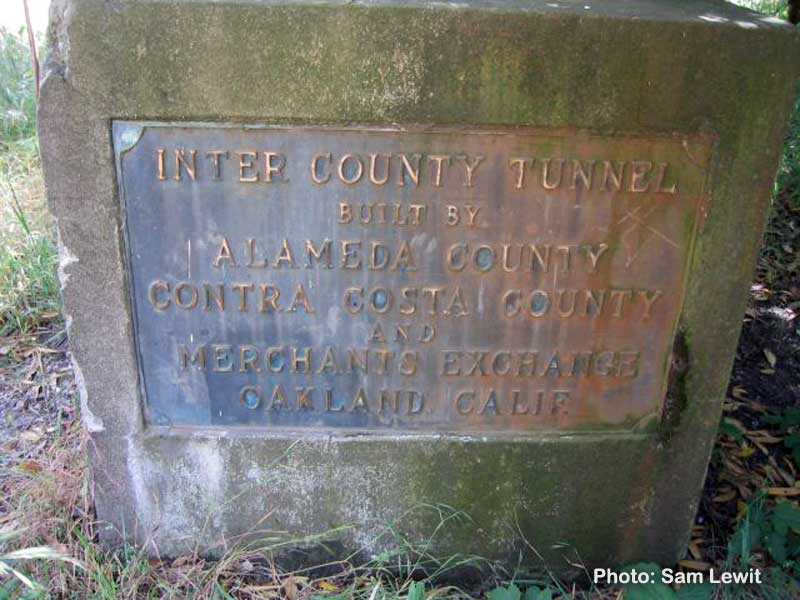 INTER COUNTY TUNNEL
BUILT BY
ALAMEDA COUNTY
CONTRA COSTA COUNTY
AND
MERCHANTS EXCHANGE
OAKLAND CALIF.
Photo: Sam Lewit